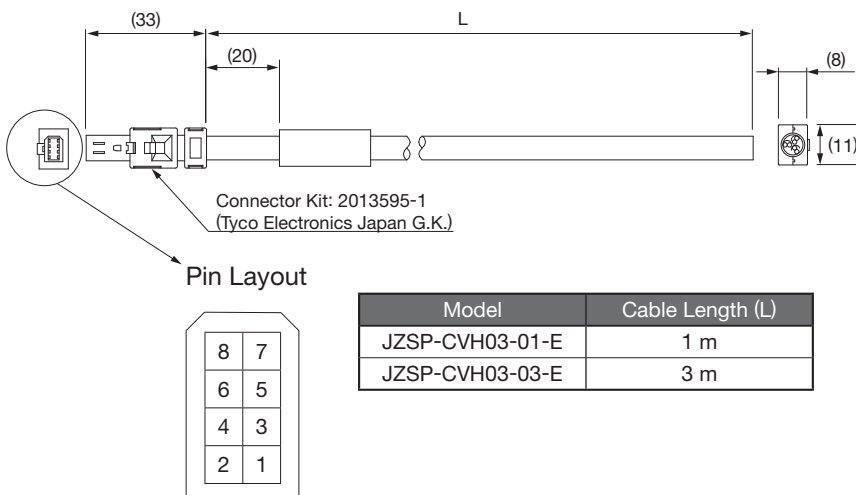 (33)
L
(20)
(8)
(11)
Connector Kit: 2013595-1
(Tyco Electronics Japan G.K.)
Pin Layout
8 7
6 5
4 3
2 1
Model Cable Length (L)
JZSP-CVH03-01-E 1 m
JZSP-CVH03-03-E 3 m